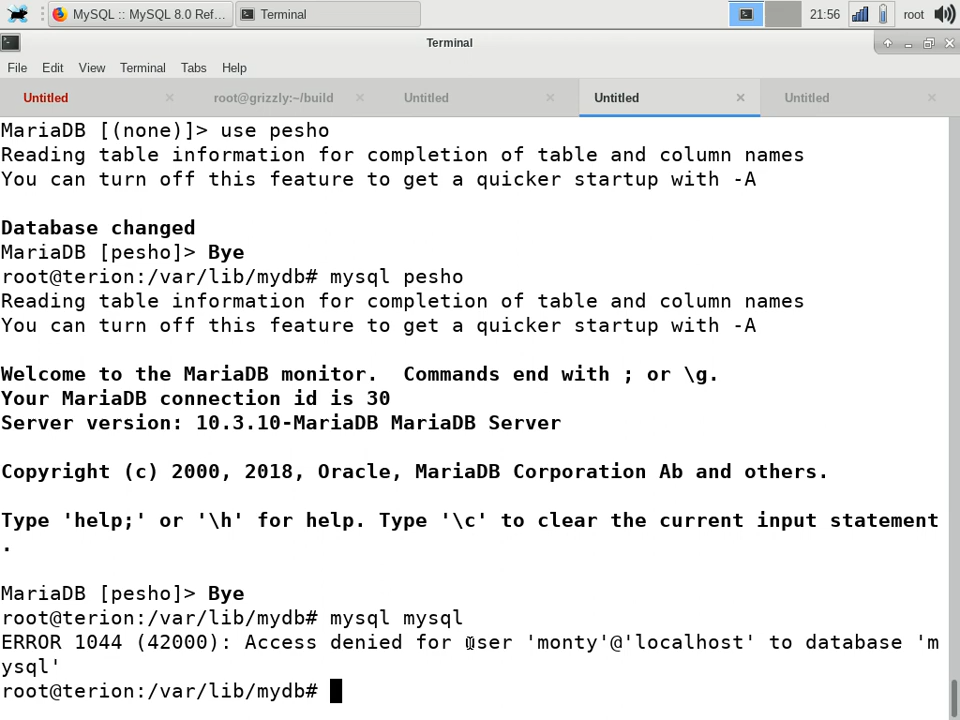 MySQL :: MySQL 8.0 Ref...
Terminal
21:56
root
Terminal
File Edit View Terminal Tabs Help
Untitled
root@grizzly:~/build
Untitled
Untitled
Untitled
MariaDB [(none)]> use pesho
Reading table information for completion of table and column names
You can turn off this feature to get a quicker startup with -A
Database changed
MariaDB [pesho]> Bye
root@terion:/var/lib/mydb# mysql pesho
Reading table information for completion of table and column names
You can turn off this feature to get a quicker startup with -A
Welcome to the MariaDB monitor.  Commands end with ; or \g.
Your MariaDB connection id is 30
Server version: 10.3.10-MariaDB MariaDB Server
Copyright (c) 2000, 2018, Oracle, MariaDB Corporation Ab and others.
Type 'help;' or '\h' for help. Type '\c' to clear the current input statement
.
MariaDB [pesho]> Bye
root@terion:/var/lib/mydb# mysql mysql
ERROR 1044 (42000): Access denied for user 'monty'@'localhost' to database 'm
ysql'
root@terion:/var/lib/mydb#